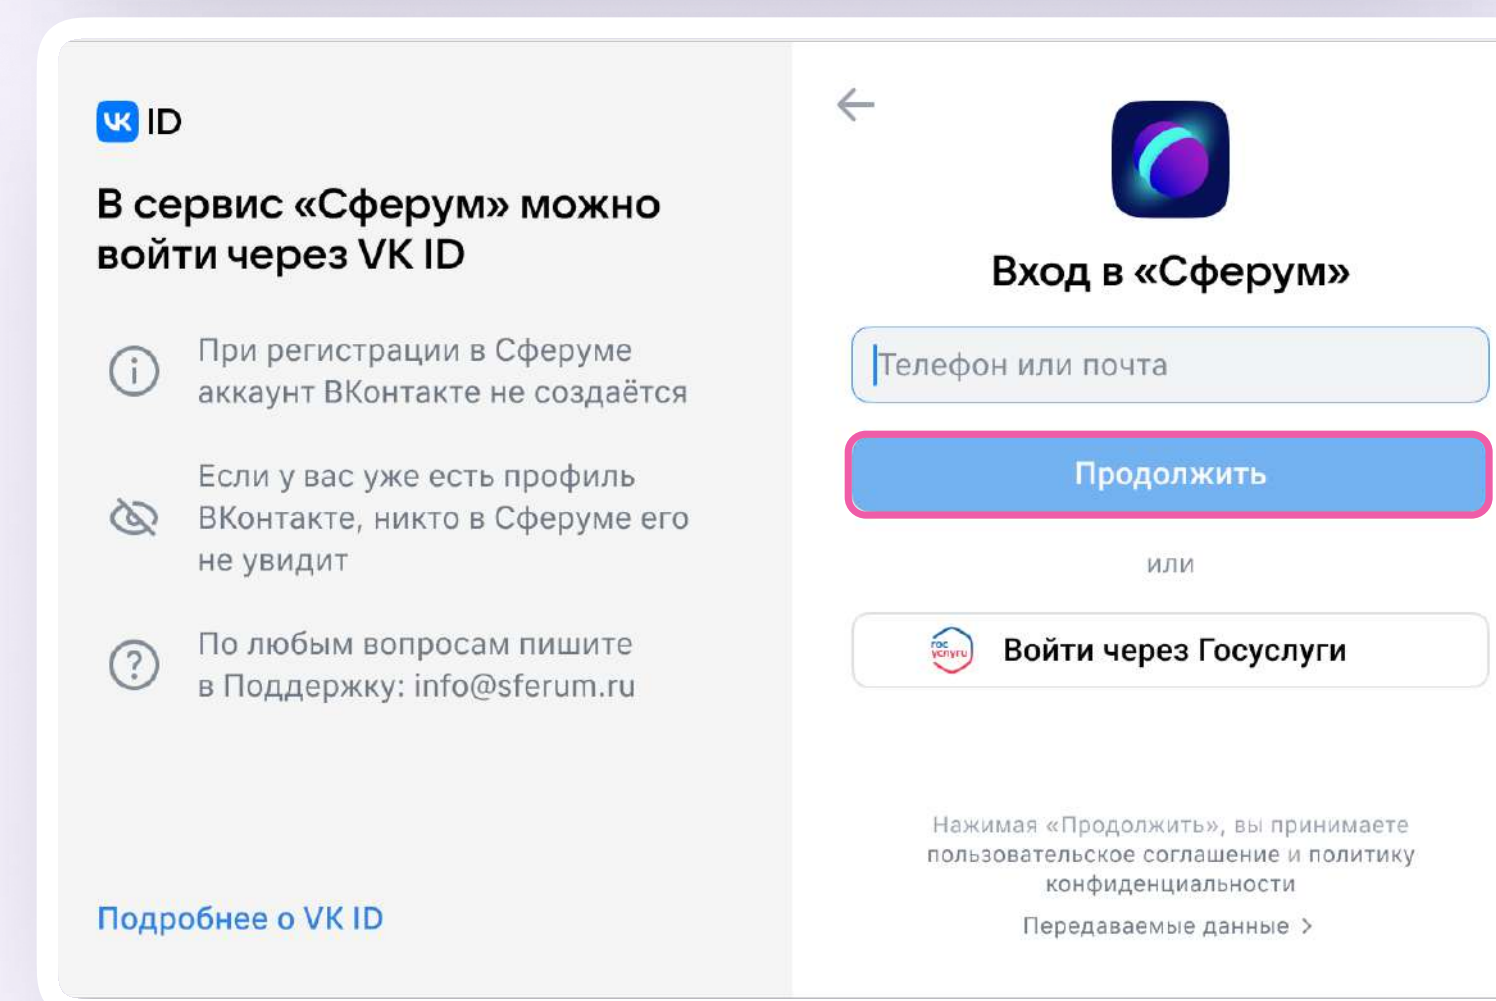 VK ID
В сервис «Сферум» можно
войти через VK ID
При регистрации в Сферуме
аккаунт ВКонтакте не создаётся
Если у вас уже есть профиль
ВКонтакте, никто в Сферуме его
не увидит
По любым вопросам пишите
в Поддержку: info@sferum.ru
Подробнее о VK ID
Вход в «Сферум»
Телефон или почта
Продолжить
или
гос
услуги
Войти через Госуслуги
Нажимая «Продолжить», вы принимаете
пользовательское соглашение и политику
конфиденциальности
Передаваемые данные >